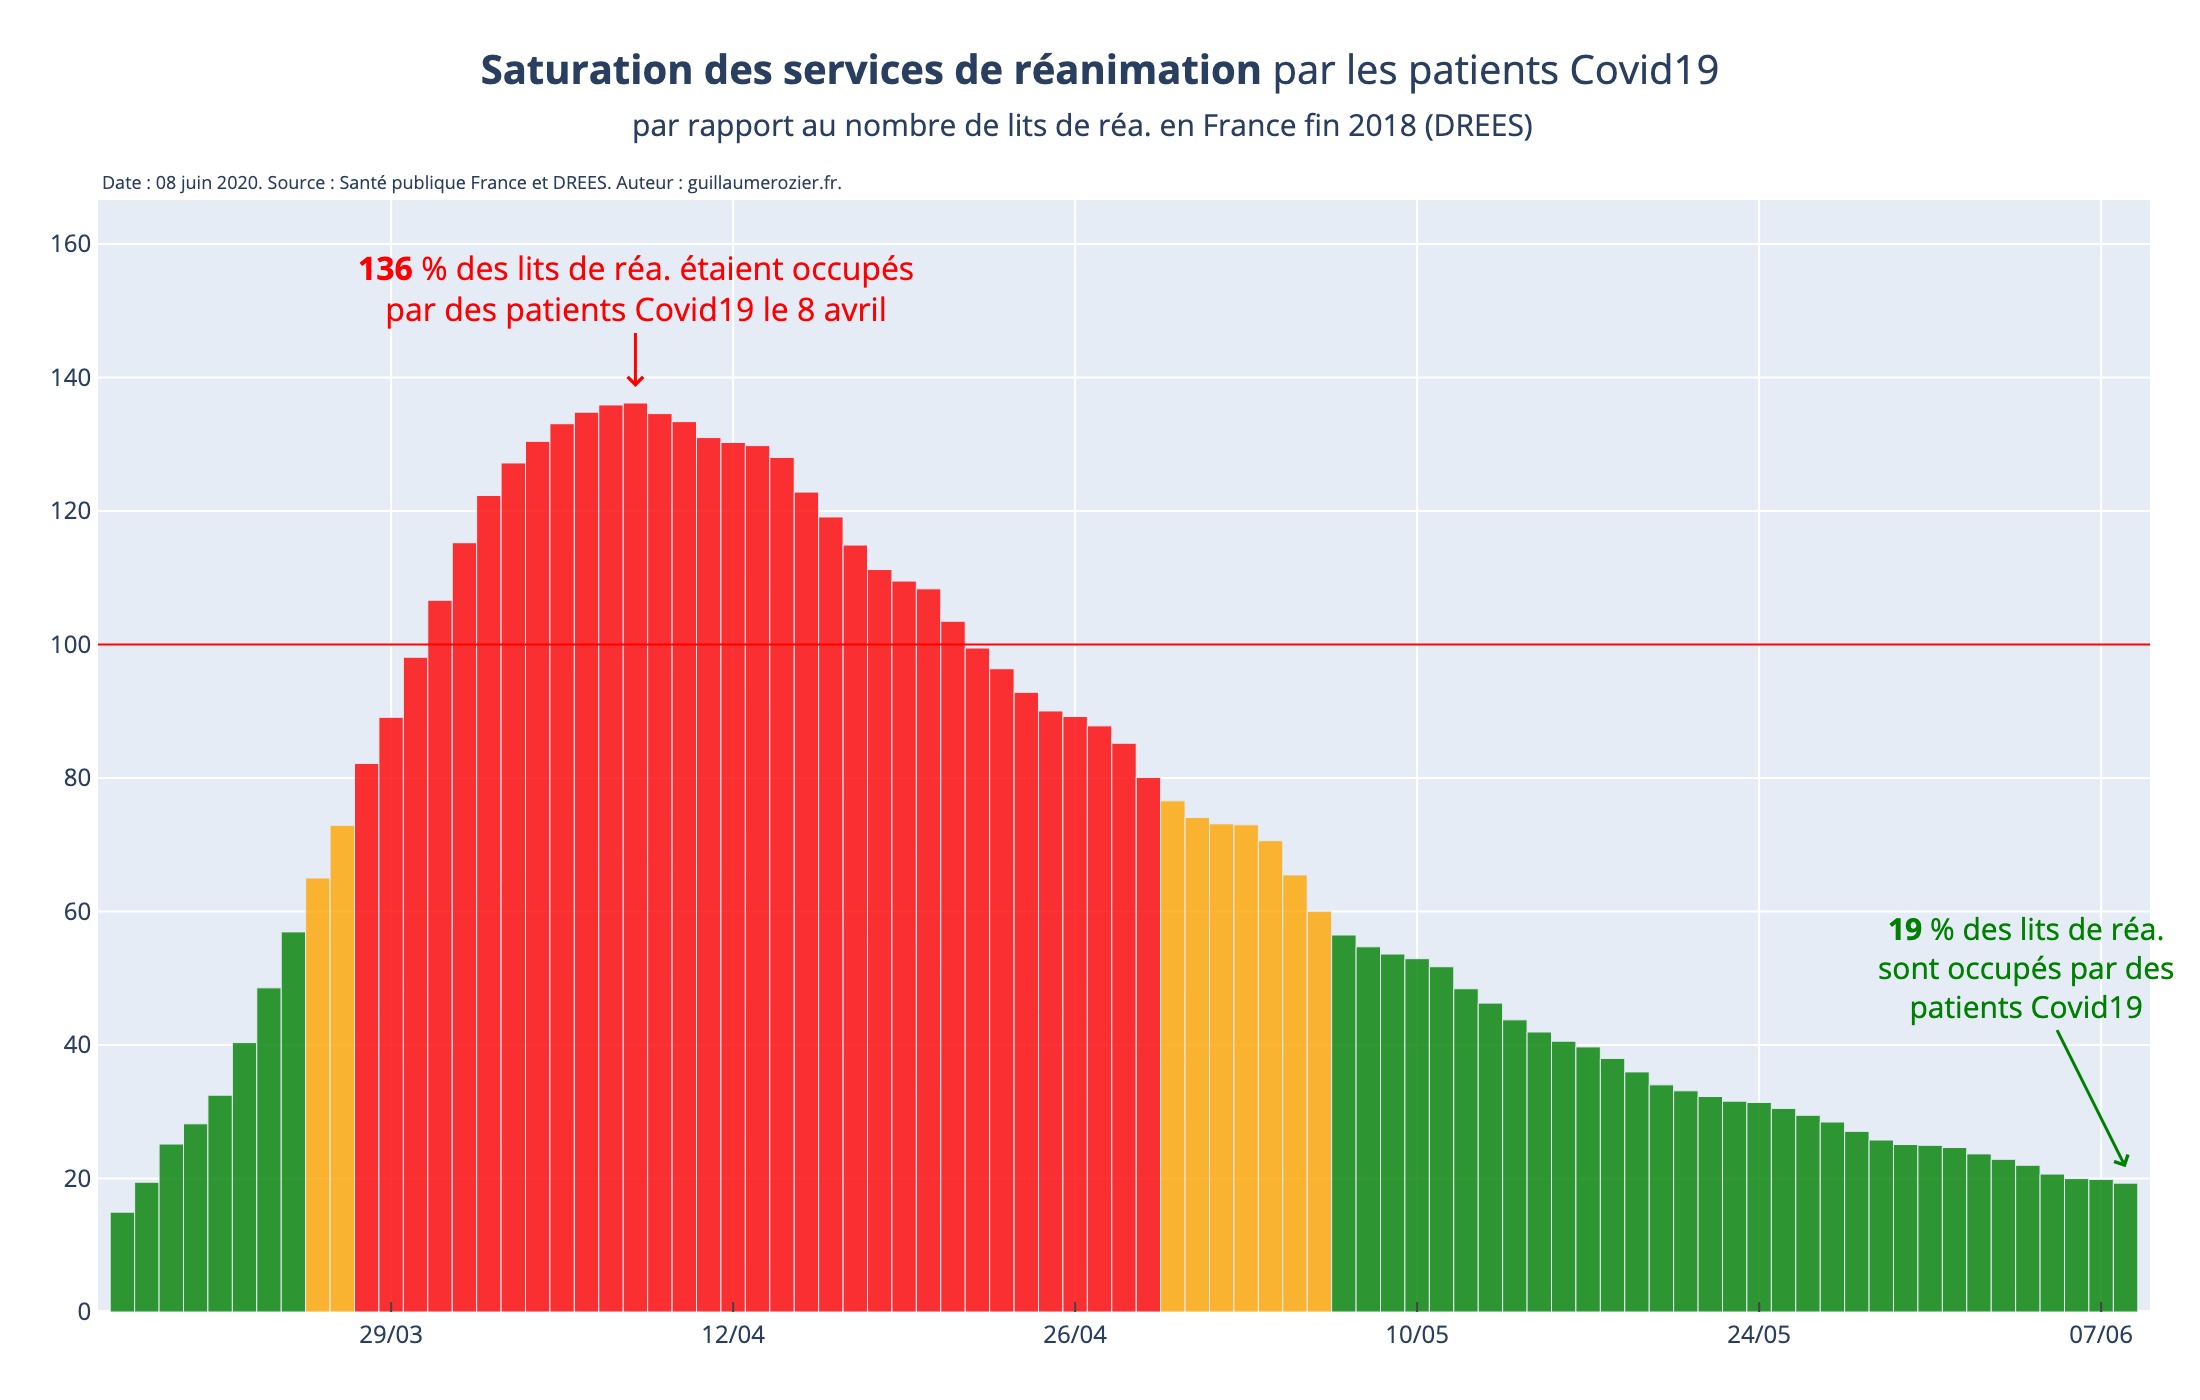 Saturation des services de réanimation par les patients Covid19
par rapport au nombre de lits de réa. en France fin 2018 (DREES)
Date : 08 juin 2020. Source : Santé publique France et DREES. Auteur : guillaumerozier.fr.
160
136 % des lits de réa. étaient occupés
par des patients Covid19 le 8 avril
140
120
100
80
60
19 % des lits de réa.
sont occupés par des
patients Covid19
40
20
0
29/03
12/04
26/04
10/05
24/05
07/06